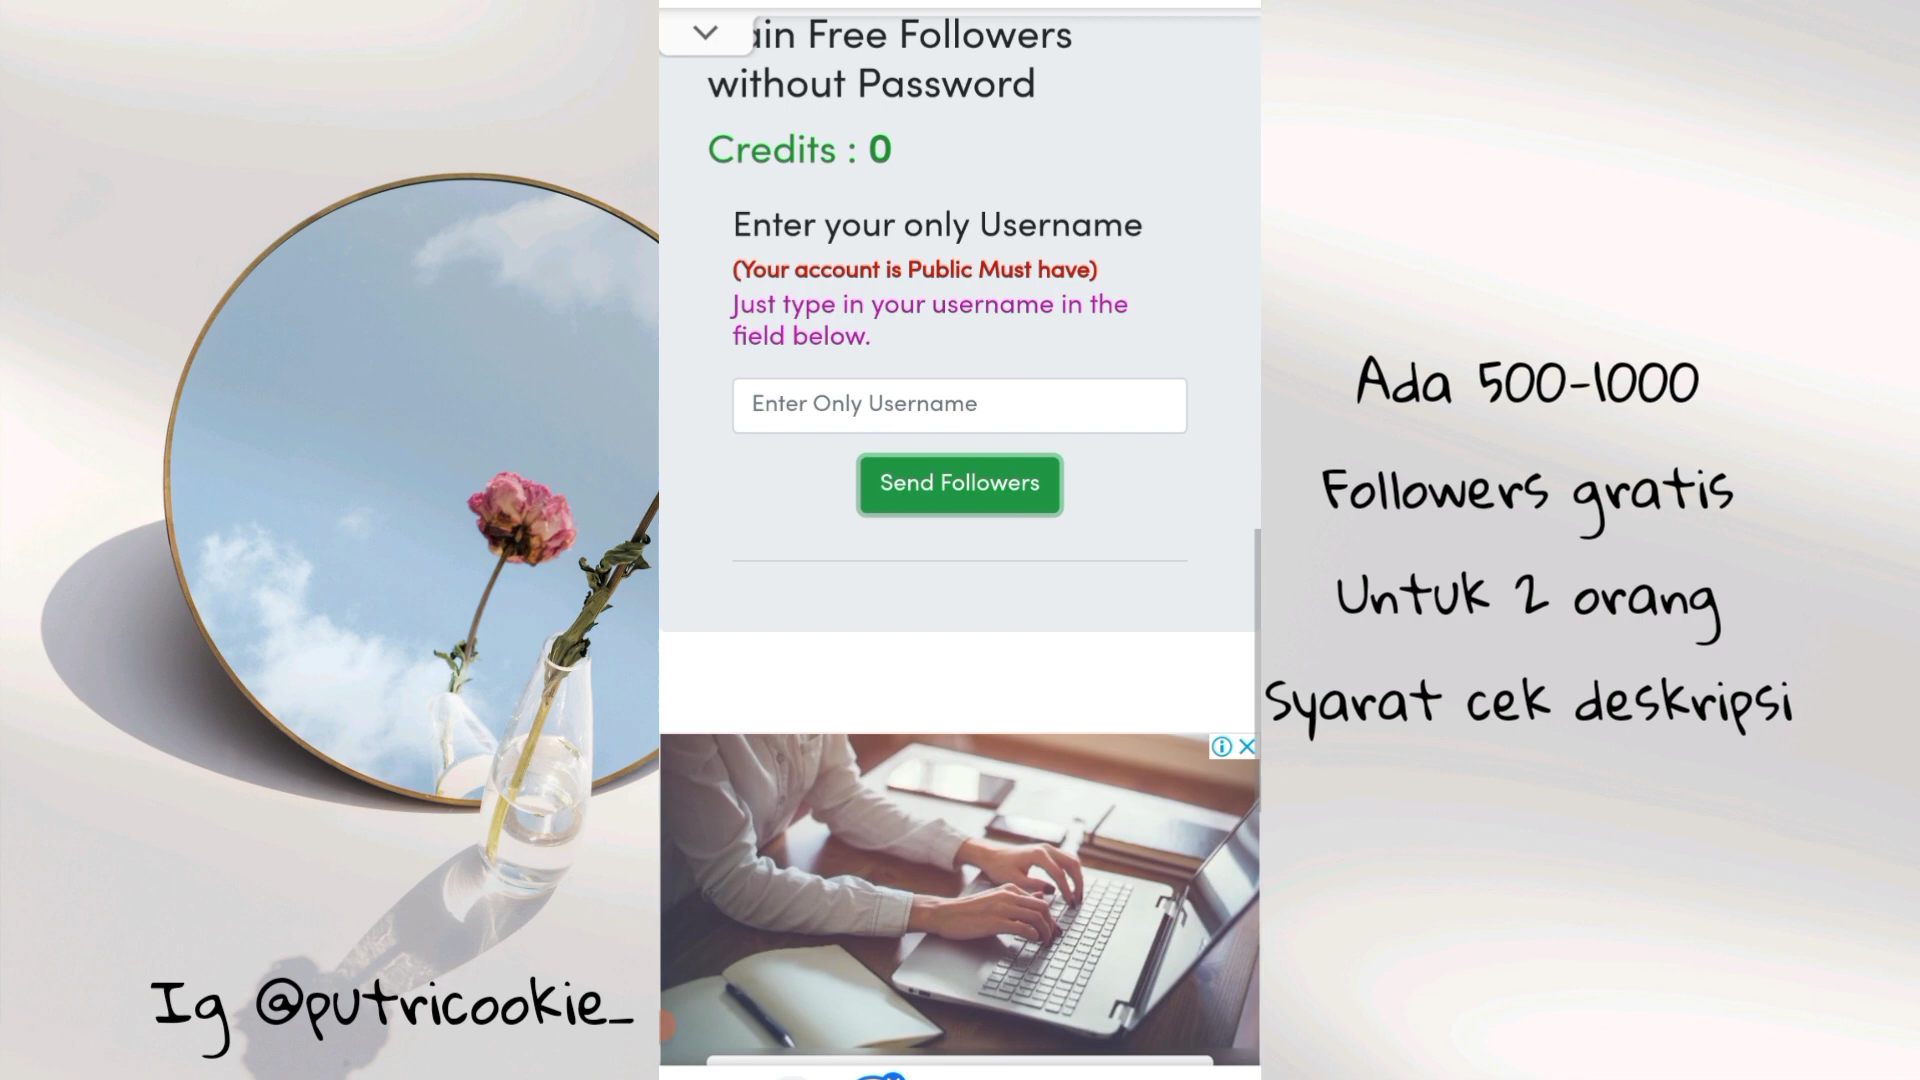 ain Free Followers
without Password
Credits : 0
Enter your only Username
(Your account is Public Must have)
Just type in your username in the
field below.
Enter Only Username
Send Followers
Ada 500-1000
Followers gratis
Untuk 2 orang
Syarat cek deskripsi
Ig @putricookie_